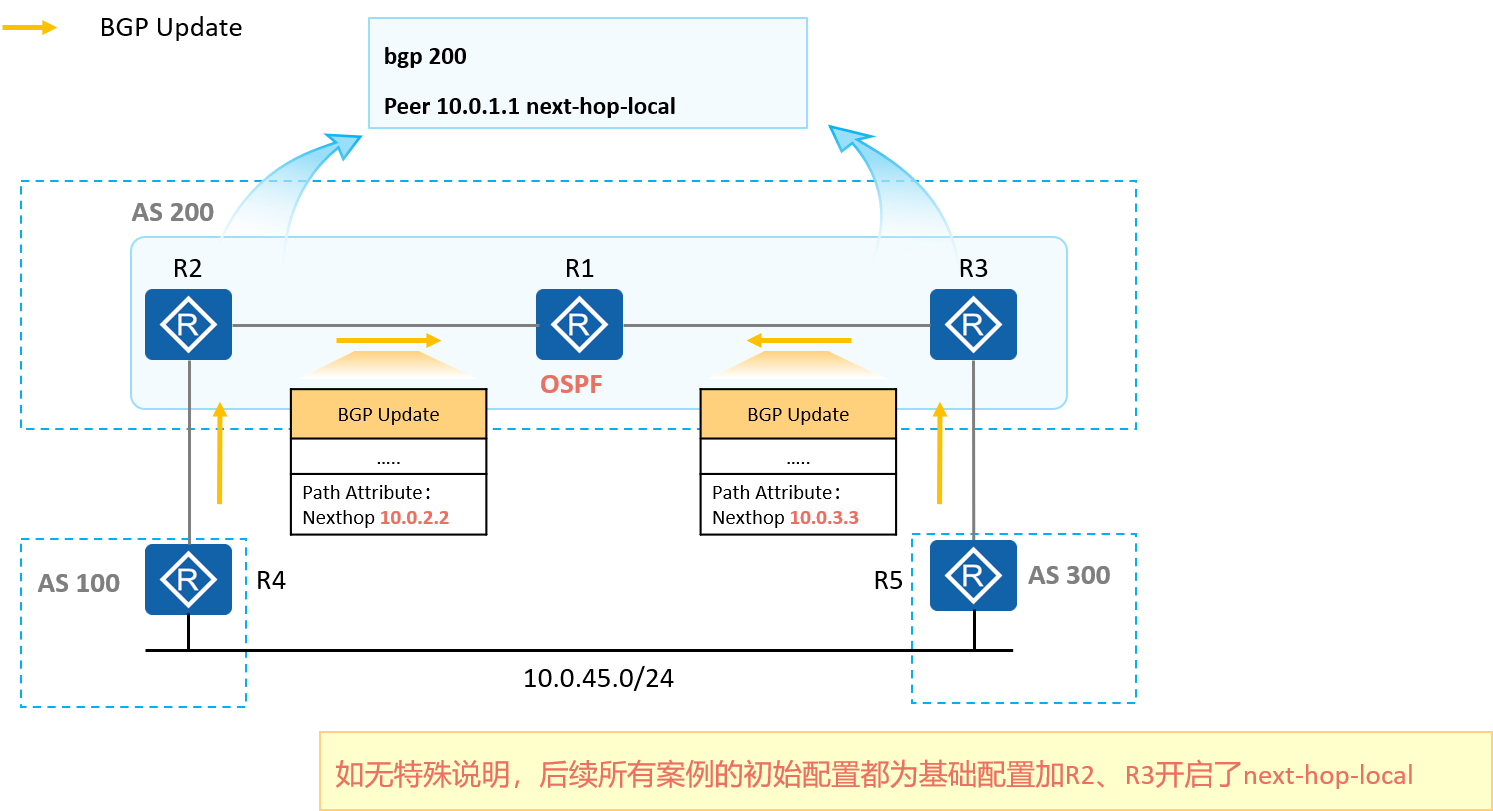 BGP Update
bgp 200
Peer 10.0.1.1 next-hop-local
AS 200
R2
R1
R3
R
R
R
OSPF
BGP Update
.....
Path Attribute：
Nexthop 10.0.2.2
BGP Update
.....
Path Attribute：
Nexthop 10.0.3.3
AS 100
R
R4
R5
R
AS 300
10.0.45.0/24
如无特殊说明，后续所有案例的初始配置都为基础配置加R2、R3开启了next-hop-local